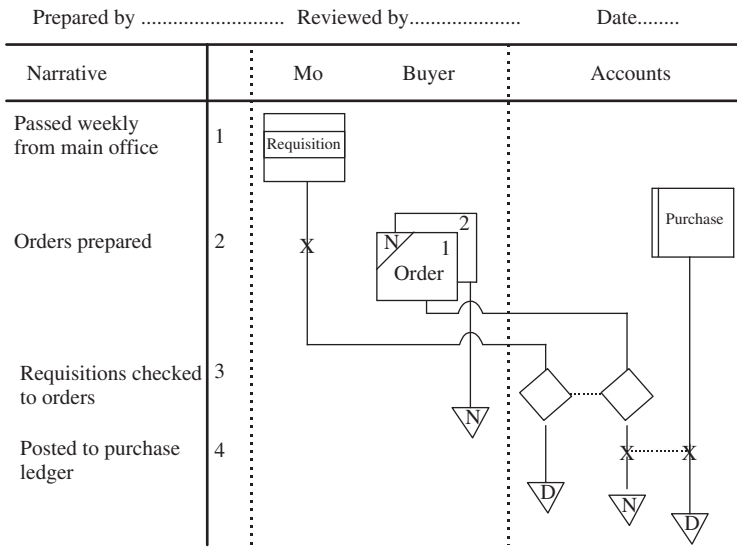 Prepared by .......................... Reviewed by..................... Date........
Narrative Mo Buyer Accounts
Passed weekly
from main office
1
Requisition
Purchase
Orders prepared
2
X
N
2
1
Order
Requisitions checked
to orders
3
N
Posted to purchase
ledger
4
X X
D
N
D